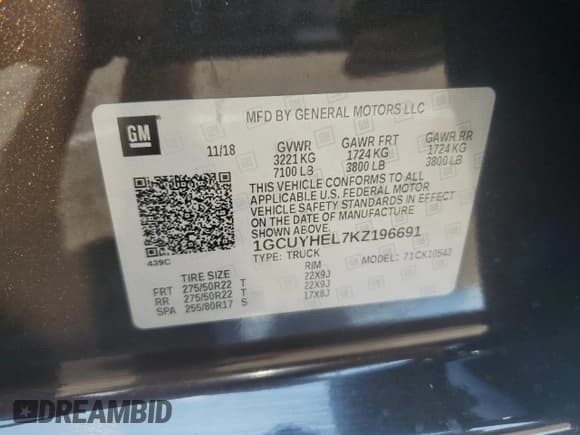 MFD BY GENERAL MOTORS LLC
GM
11/18 GVWR GAWR FRT GAWR RR
3221 KG 1724 KG 1724 KG
7100 LB 3800 LB 3800 LB
THIS VEHICLE CONFORMS TO ALL
APPLICABLE U.S. FEDERAL MOTOR
VEHICLE SAFETY STANDARDS IN EFFECT
ON THE DATE OF MANUFACTURE
SHOWN ABOVE.
1GCUYHEL7KZ196691
TYPE: TRUCK MODEL: 71CK10543
439C
TIRE SIZE RIM
FRT 275/50R22 T 22X9J
RR 275/50R22 T 22X9J
SPA 255/80R17 S 17X8J
DREAMBID